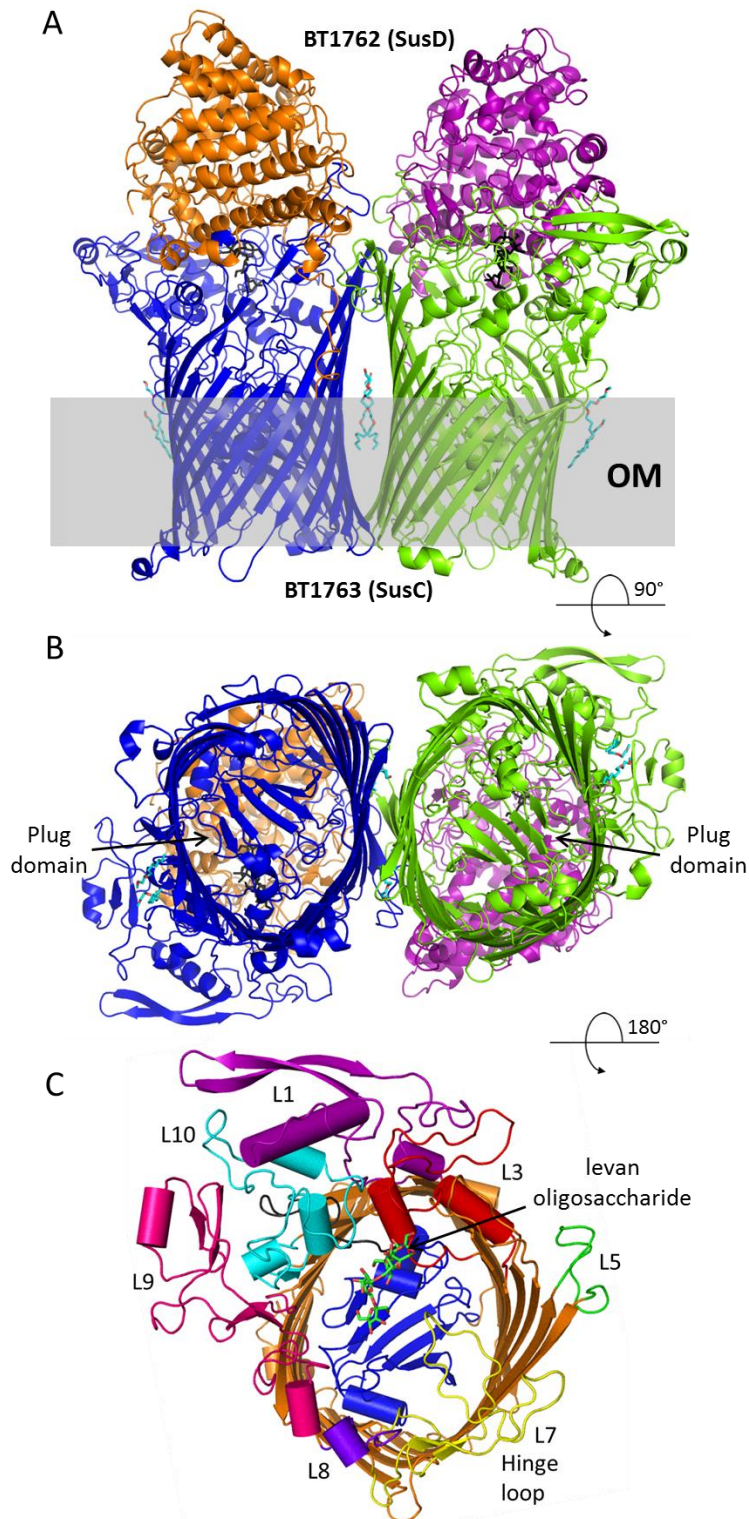 A
BT1762 (SusD)
OM
BT1763 (SusC)
90°
B
Plug
domain
Plug
domain
180°
C
L1
L10
L3
levan
oligosaccharide
L9
L5
L7
L8
Hinge
loop